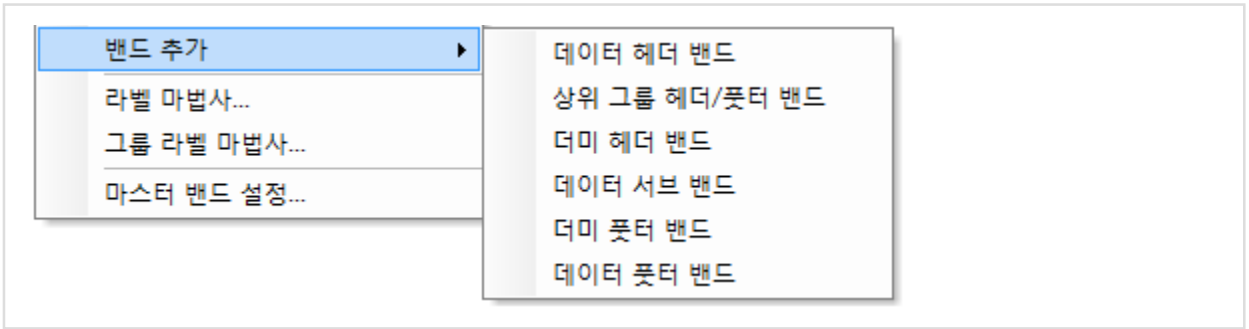 밴드 추가
라벨 마법사...
그룹 라벨 마법사...
마스터 밴드 설정...
데이터 헤더 밴드
상위 그룹 헤더/풋터 밴드
더미 헤더 밴드
데이터 서브 밴드
더미 풋터 밴드
데이터 풋터 밴드